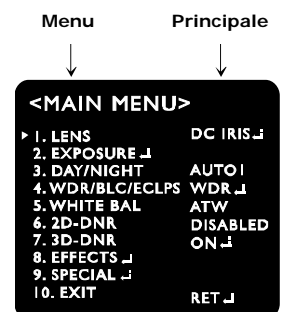 Menu Principale
<MAIN MENU>
1. LENS DC IRIS↵
2. EXPOSURE↵
3. DAY/NIGHT AUTO1
4. WDR/BLC/ECLPS WDR↵
5. WHITE BAL ATW
6. 2D-DNR DISABLED
7. 3D-DNR ON↵
8. EFFECTS↵
9. SPECIAL↵
10. EXIT RET↵